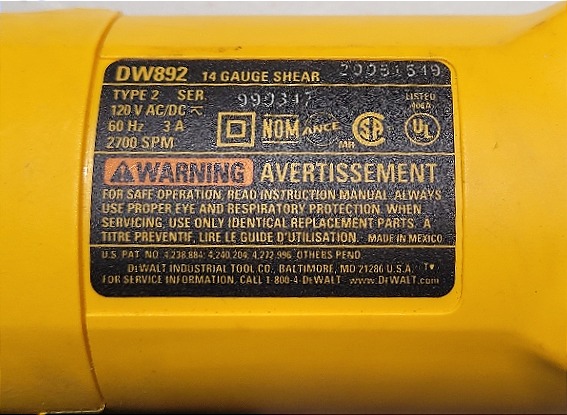 DW892 14 GAUGE SHEAR
TYPE 2 SER. 990347
120 V AC/DC
60 Hz 3 A
2700 SPM
NOM ANCE
MR
LISTED
UL
WARNING AVERTISSEMENT
FOR SAFE OPERATION, READ INSTRUCTION MANUAL. ALWAYS
USE PROPER EYE AND RESPIRATORY PROTECTION. WHEN
SERVICING, USE ONLY IDENTICAL REPLACEMENT PARTS. A
TITRE PREVENTIF, LIRE LE GUIDE D'UTILISATION. MADE IN MEXICO
U.S. PAT NO. 4,238,884; 4,240,204; 4,272,996 OTHERS PEND.
DEWALT INDUSTRIAL TOOL CO., BALTIMORE, MD 21286 U.S.A.
FOR SERVICE INFORMATION, CALL 1-800-4-DEWALT www.DEWALT.com